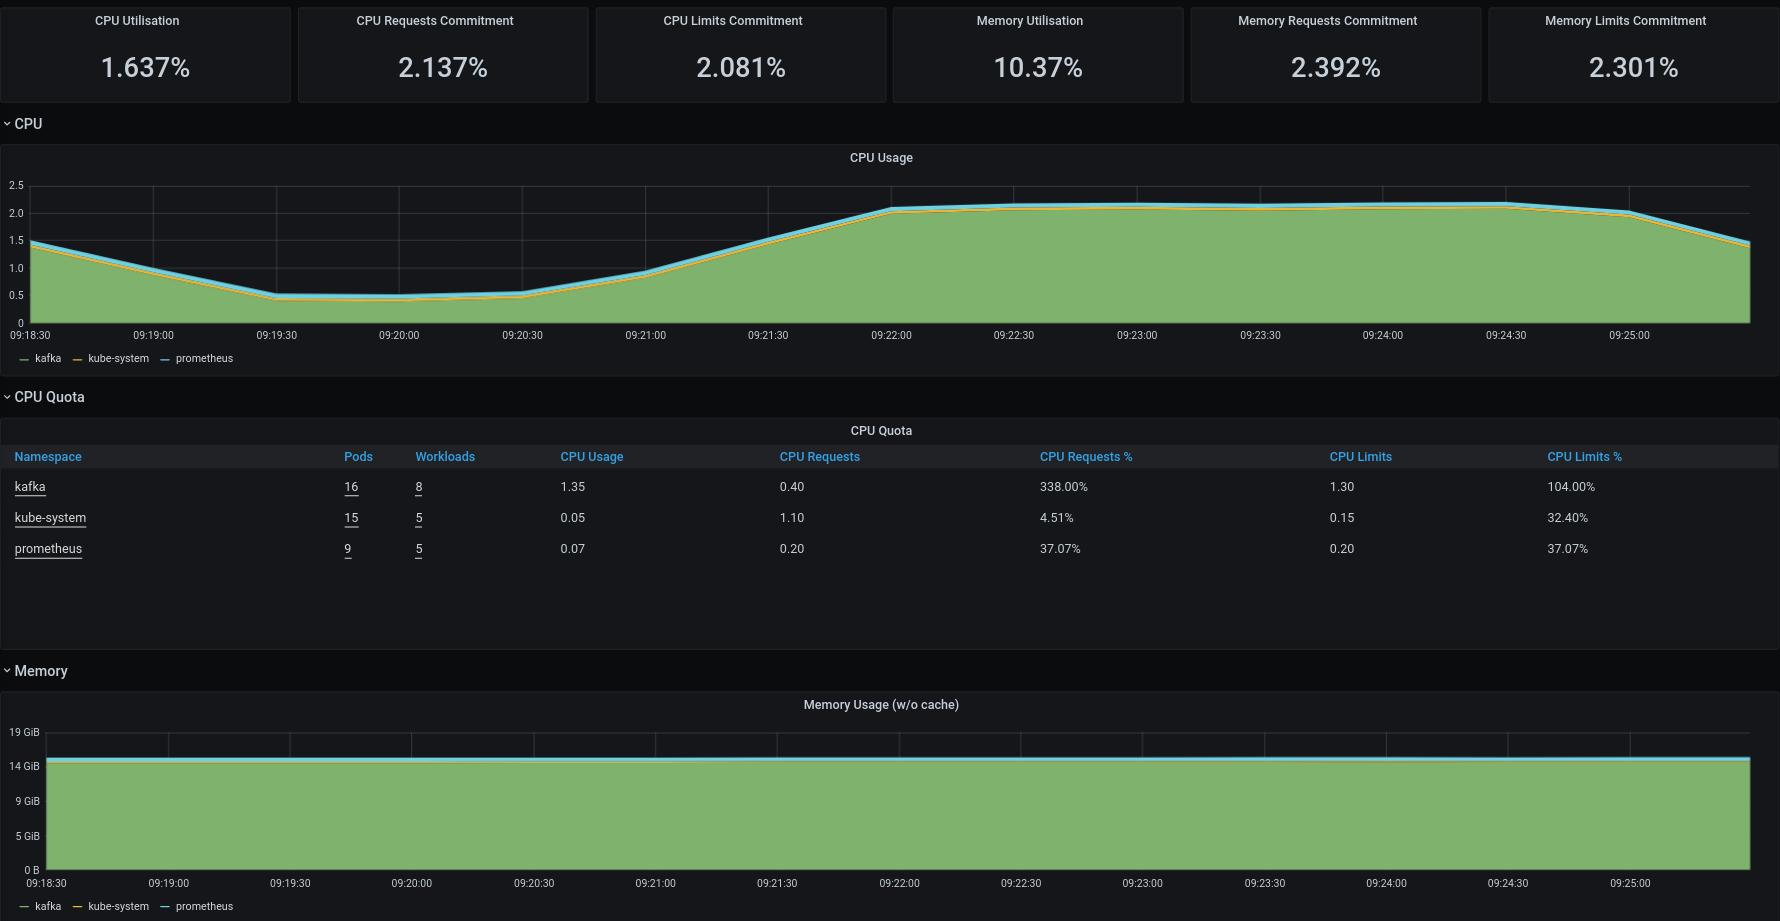 CPU Utilisation CPU Requests Commitment CPU Limits Commitment Memory Utilisation Memory Requests Commitment Memory Limits Commitment
1.637% 2.137% 2.081% 10.37% 2.392% 2.301%
CPU
CPU Usage
2.5
2.0
1.5
1.0
0.5
0
09:18:30 09:19:00 09:19:30 09:20:00 09:20:30 09:21:00 09:21:30 09:22:00 09:22:30 09:23:00 09:23:30 09:24:00 09:24:30 09:25:00
kafka kube-system prometheus
CPU Quota
CPU Quota
Namespace Pods Workloads CPU Usage CPU Requests CPU Requests % CPU Limits CPU Limits %
kafka 16 8 1.35 0.40 338.00% 1.30 104.00%
kube-system 15 5 0.05 1.10 4.51% 0.15 32.40%
prometheus 9 5 0.07 0.20 37.07% 0.20 37.07%
Memory
Memory Usage (w/o cache)
19 GiB
14 GiB
9 GiB
5 GiB
0 B
09:18:30 09:19:00 09:19:30 09:20:00 09:20:30 09:21:00 09:21:30 09:22:00 09:22:30 09:23:00 09:23:30 09:24:00 09:24:30 09:25:00
kafka kube-system prometheus